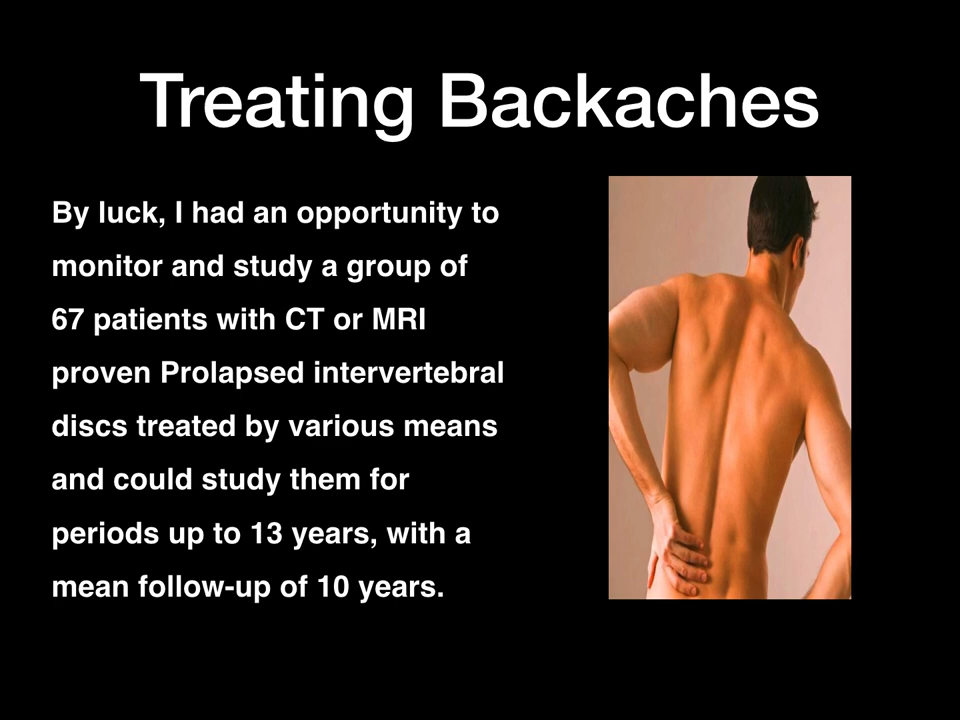 Treating Backaches
By luck, I had an opportunity to
monitor and study a group of
67 patients with CT or MRI
proven Prolapsed intervertebral
discs treated by various means
and could study them for
periods up to 13 years, with a
mean follow-up of 10 years.